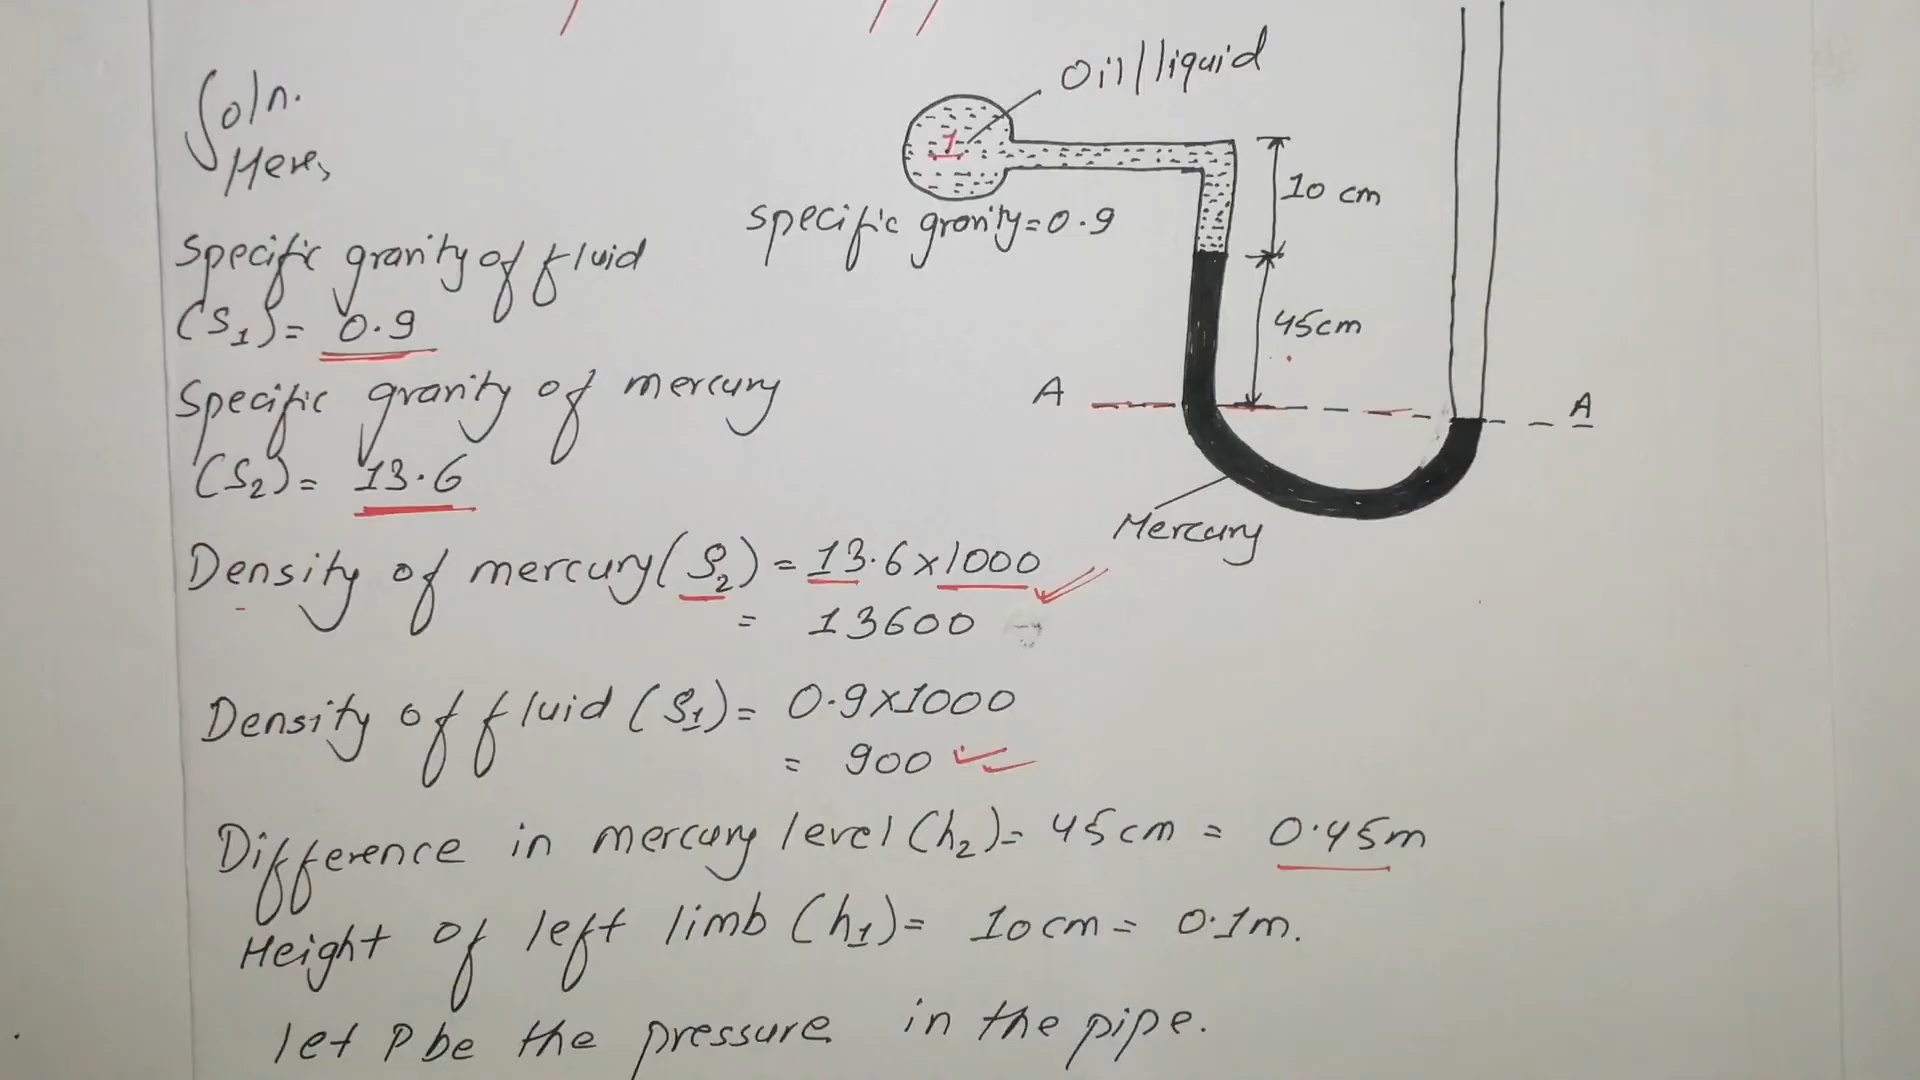 Soln.
Here,
Specific gravity of fluid
(S₁) = 0.9
Specific gravity of mercury
(S₂) = 13.6
Density of mercury (ρ₂) = 13.6×1000
= 13600
Density of fluid (ρ₁) = 0.9×1000
= 900
Difference in mercury level (h₂) = 45cm = 0.45m
Height of left limb (h₁) = 10cm = 0.1m.
let P be the pressure in the pipe.
oil/liquid
1
specific gravity=0.9
10 cm
45cm
A
A
Mercury